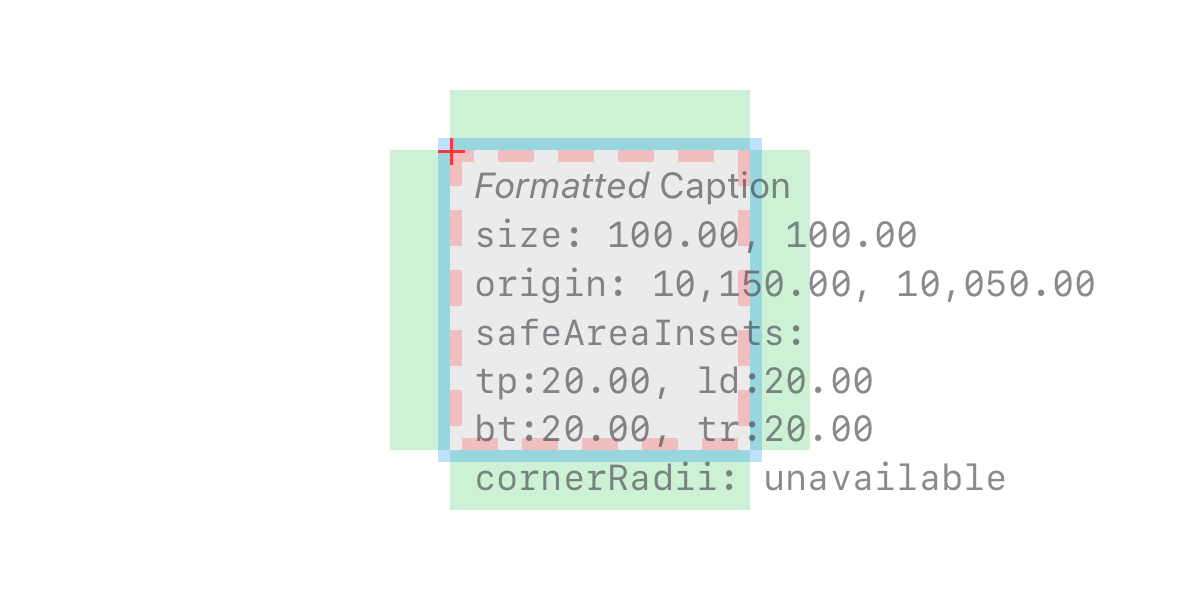 Formatted Caption
size: 100.00, 100.00
origin: 10,150.00, 10,050.00
safeAreaInsets:
tp:20.00, ld:20.00
bt:20.00, tr:20.00
cornerRadii: unavailable